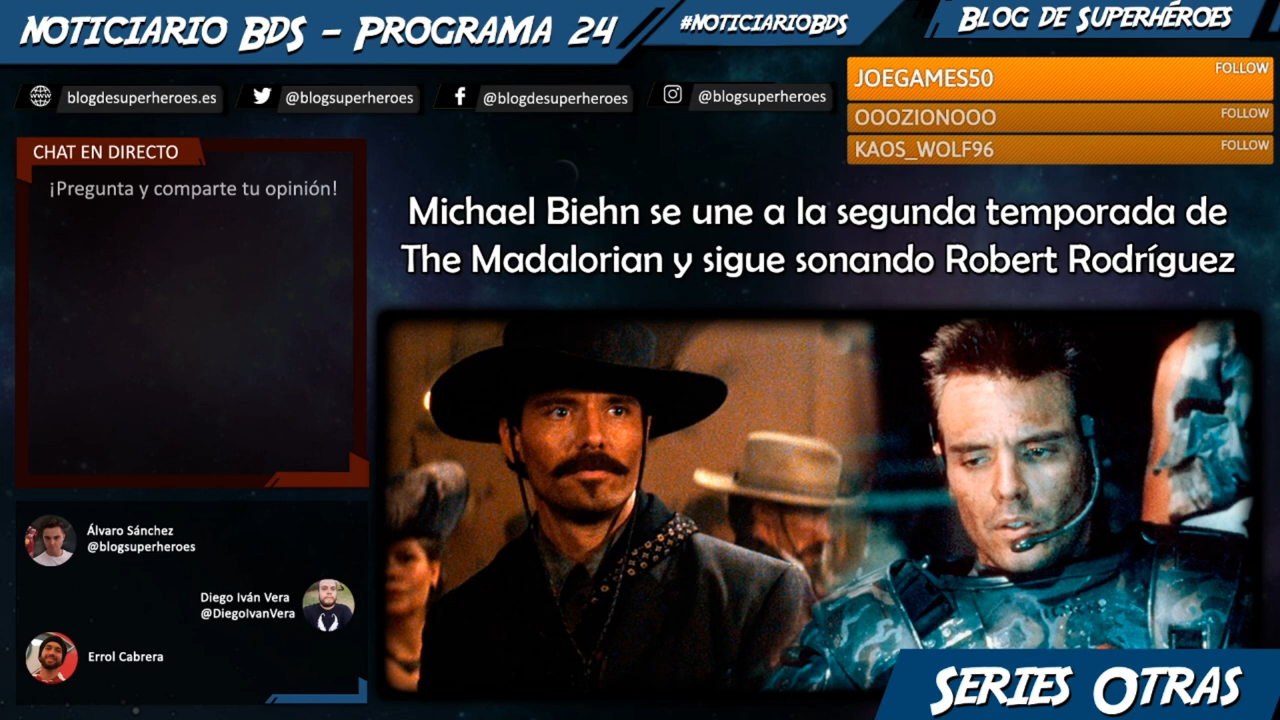 NOTICIARIO BDS - PROGRAMA 24
#NOTICIARIOBDS
BLOG DE SUPERHÉROES
www
blogdesuperheroes.es
@blogsuperheroes
@blogdesuperheroes
@blogsuperheroes
JOEGAMES50 FOLLOW
OOOZIONOOO FOLLOW
KAOS_WOLF96 FOLLOW
CHAT EN DIRECTO
¡Pregunta y comparte tu opinión!
Michael Biehn se une a la segunda temporada de
The Madalorian y sigue sonando Robert Rodríguez
Álvaro Sánchez
@blogsuperheroes
Diego Iván Vera
@DiegoIvanVera
Errol Cabrera
SERIES OTRAS